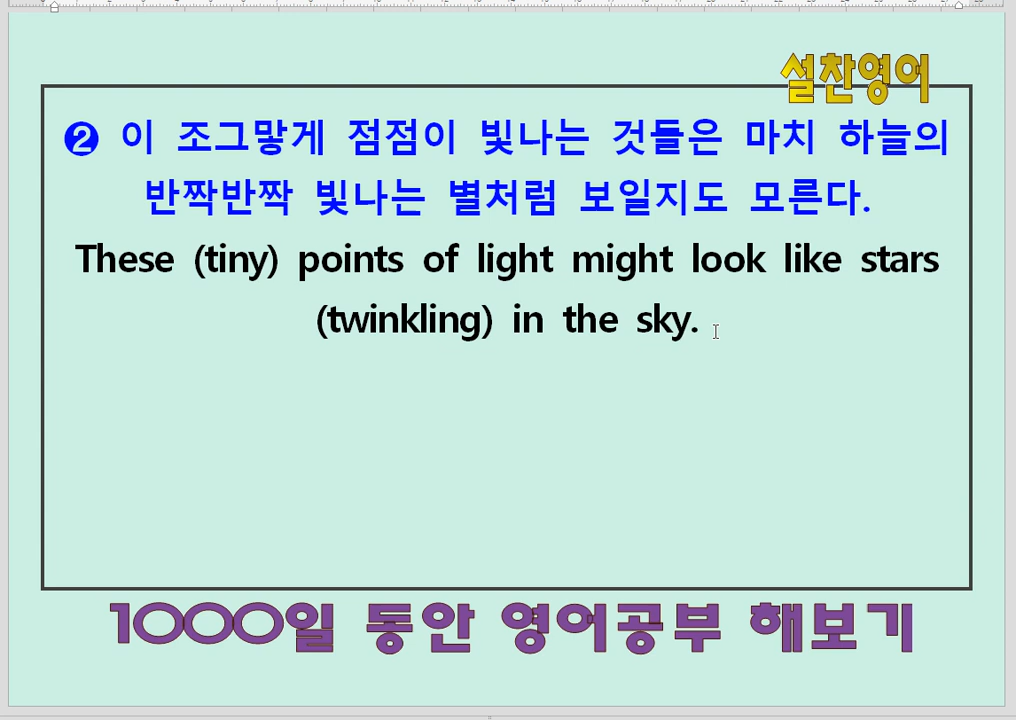 설찬영어
❷ 이 조그맣게 점점이 빛나는 것들은 마치 하늘의
반짝반짝 빛나는 별처럼 보일지도 모른다.
These (tiny) points of light might look like stars
(twinkling) in the sky.
1000일 동안 영어공부 해보기